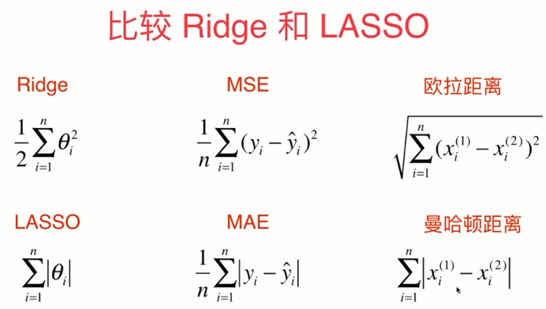 比较 Ridge 和 LASSO
Ridge MSE 欧拉距离
$\frac{1}{2}\sum_{i=1}^{n}\theta_i^2$ $\frac{1}{n}\sum_{i=1}^{n}(y_i-\hat{y}_i)^2$ $\sqrt{\sum_{i=1}^{n}(x_i^{(1)}-x_i^{(2)})^2}$
LASSO MAE 曼哈顿距离
$\sum_{i=1}^{n}|\theta_i|$ $\frac{1}{n}\sum_{i=1}^{n}|y_i-\hat{y}_i|$ $\sum_{i=1}^{n}|x_i^{(1)}-x_i^{(2)}|$